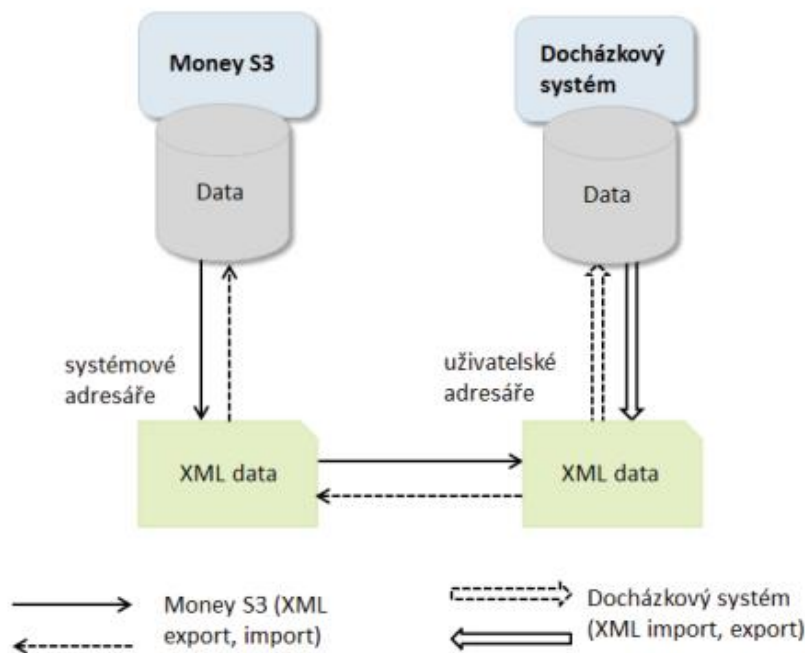 Money S3
Docházkový
systém
Data
Data
systémové
adresáře
uživatelské
adresáře
XML data
XML data
Money S3 (XML
export, import)
Docházkový systém
(XML import, export)